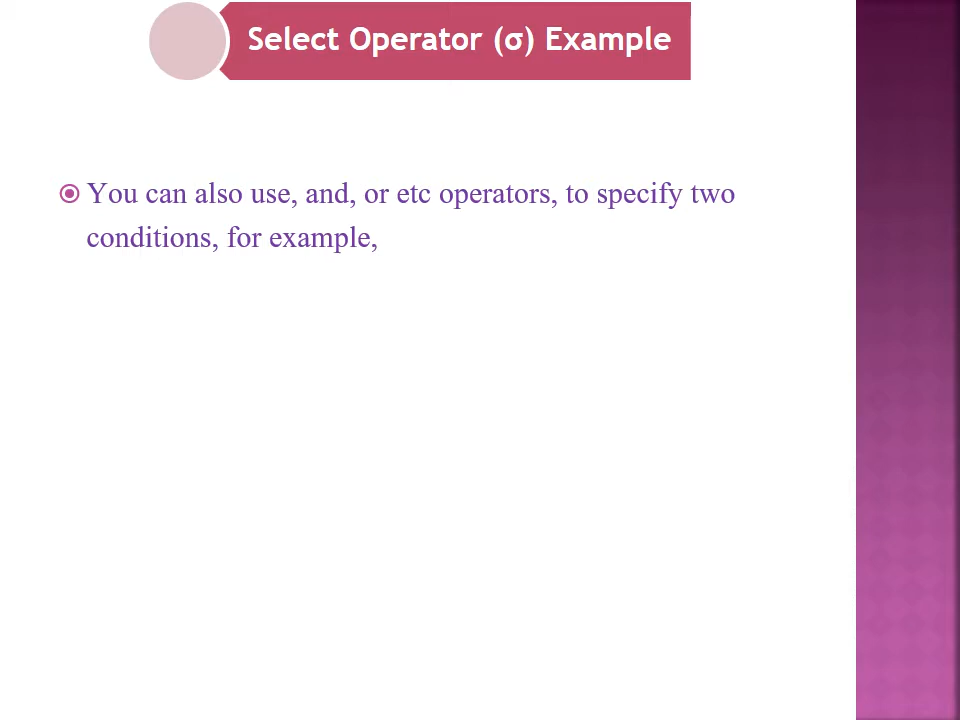 Select Operator (σ) Example
You can also use, and, or etc operators, to specify two
conditions, for example,